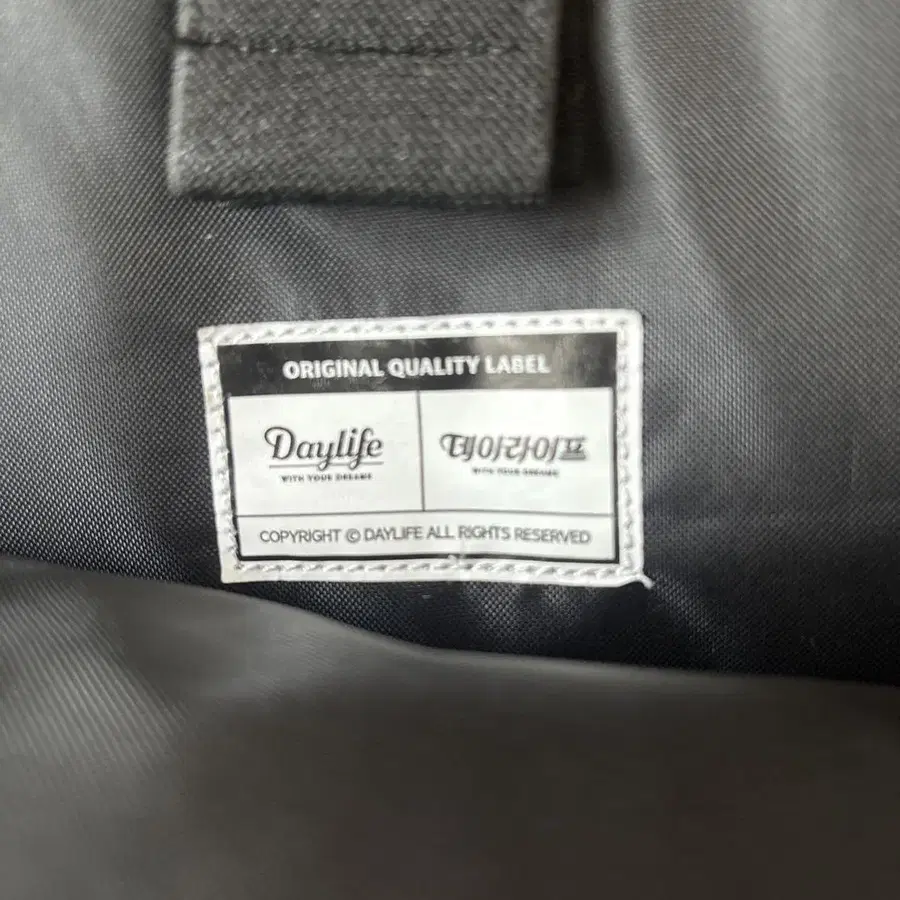 ORIGINAL QUALITY LABEL
Daylife
WITH YOUR DREAMS
데이라이프
WITH YOUR DREAMS
COPYRIGHT © DAYLIFE ALL RIGHTS RESERVED